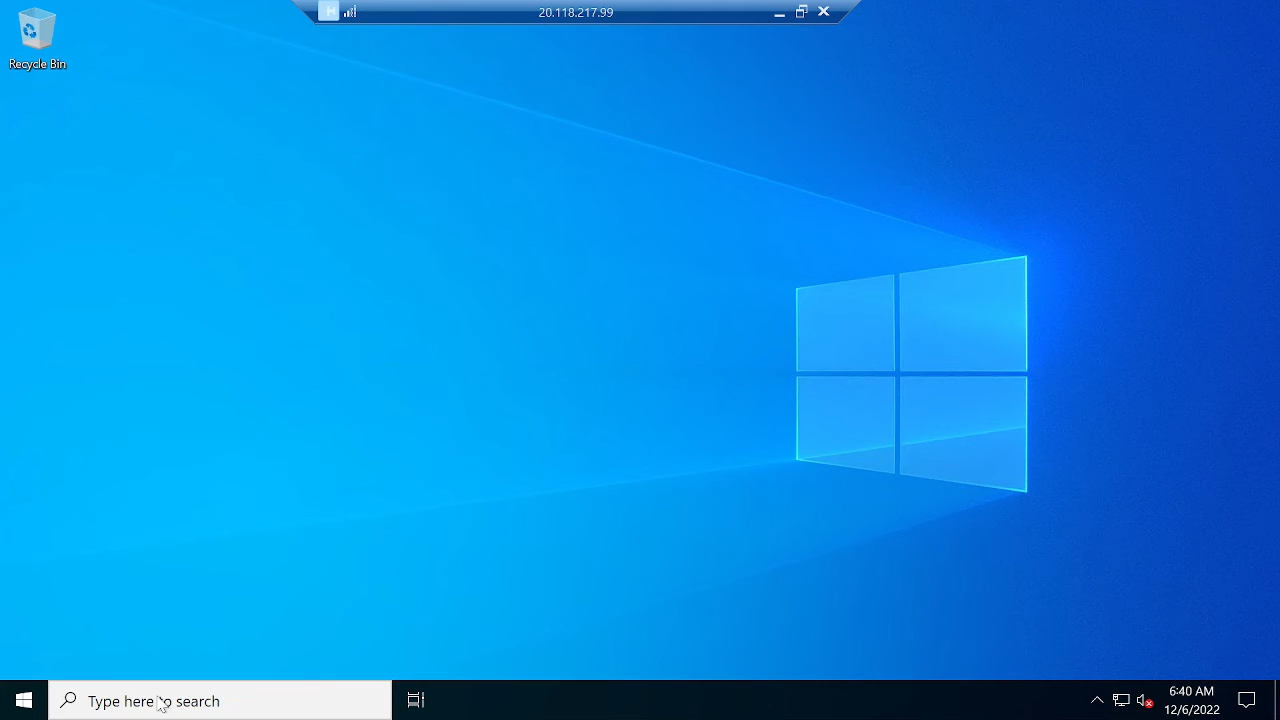 20.118.217.99
Recycle Bin
Type here to search
6:40 AM
12/6/2022